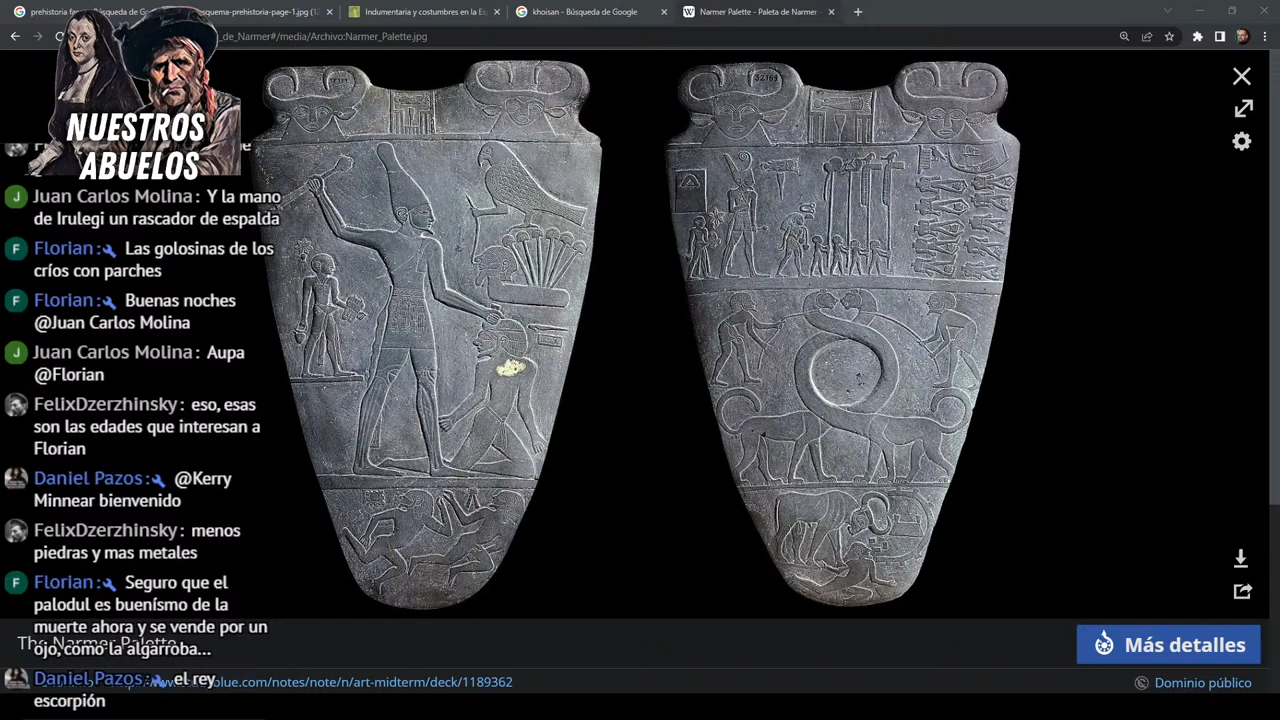 prehistoria fa
squeda de Go
esquema-prehistoria-page-1.jpg (12
Indumentaria y costumbres en la Es
khoisan - Búsqueda de Google
Narmer Palette - Paleta de Narmer -
_de_Narmer#/media/Archivo:Narmer_Palette.jpg
NUESTROS
ABUELOS
Juan Carlos Molina: Y la mano
de Irulegi un rascador de espalda
Florian: Las golosinas de los
críos con parches
Florian: Buenas noches
@Juan Carlos Molina
Juan Carlos Molina: Aupa
@Florian
FelixDzerzhinsky: eso, esas
son las edades que interesan a
Florian
Daniel Pazos: @Kerry
Minnear bienvenido
FelixDzerzhinsky: menos
piedras y mas metales
Florian: Seguro que el
palodul es buenísmo de la
muerte ahora y se vende por un
ojo, como la algarroba...
Daniel Pazos: el rey
escorpión
32169
The Narmer Palette
blue.com/notes/note/n/art-midterm/deck/1189362
Más detalles
Dominio público